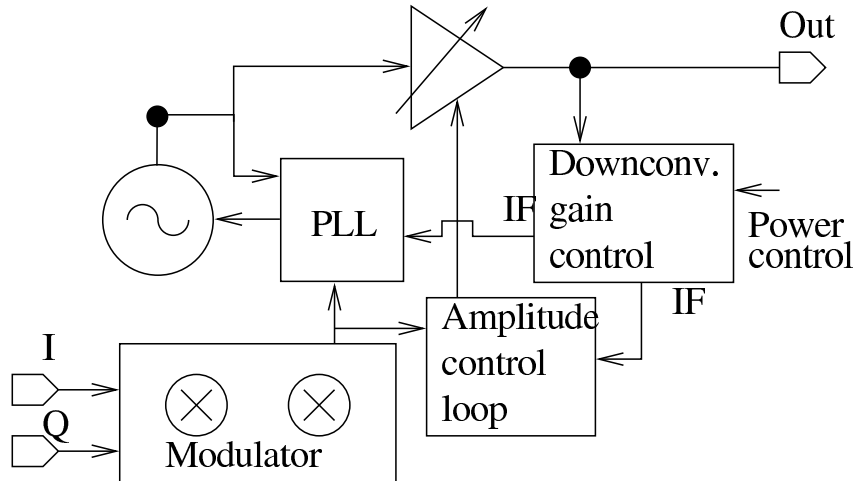 Out
Downconv.
gain
control
IF
PLL
Power
control
IF
Amplitude
control
loop
I
Q
Modulator